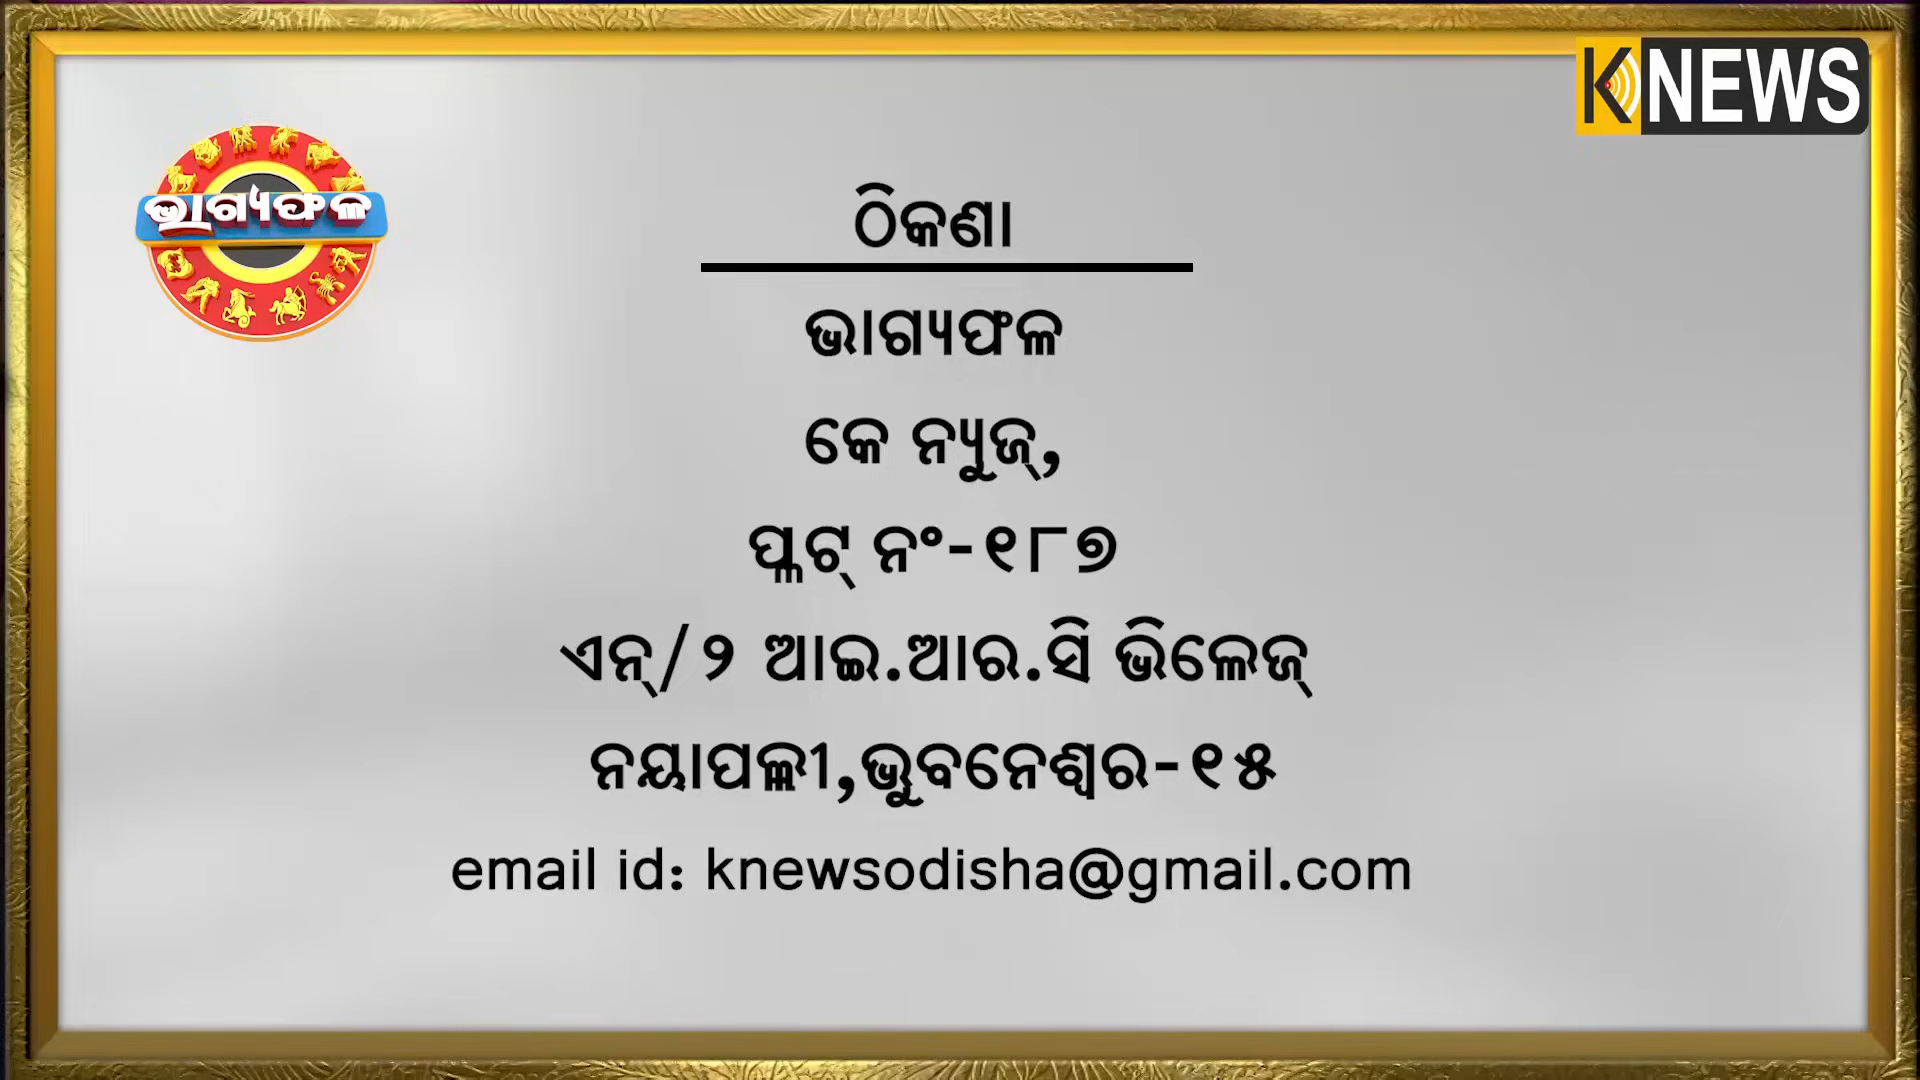 KNEWS
ଭାଗ୍ୟଫଳ
ଠିକଣା
ଭାଗ୍ୟଫଳ
କେ ନ୍ୟୁଜ୍,
ପ୍ଲଟ୍ ନଂ-୧୮୭
ଏନ୍/୨ ଆଇ.ଆର.ସି ଭିଲେଜ୍
ନୟାପଲ୍ଲୀ,ଭୁବନେଶ୍ୱର-୧୫
email id: knewsodisha@gmail.com